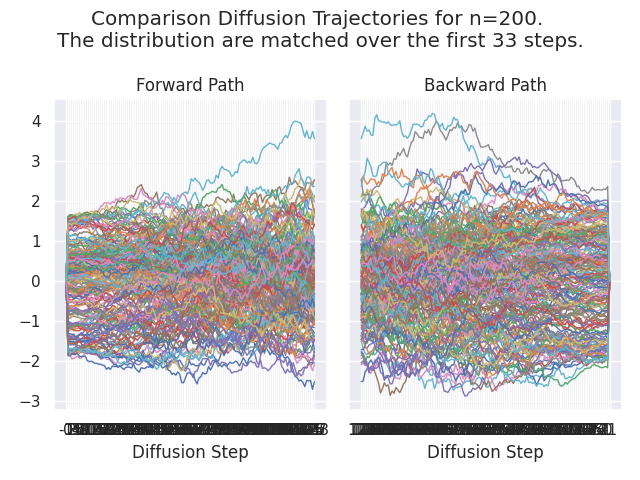 Comparison Diffusion Trajectories for n=200.
The distribution are matched over the first 33 steps.
Forward Path
Backward Path
4
3
2
1
0
−1
−2
−3
Diffusion Step
Diffusion Step